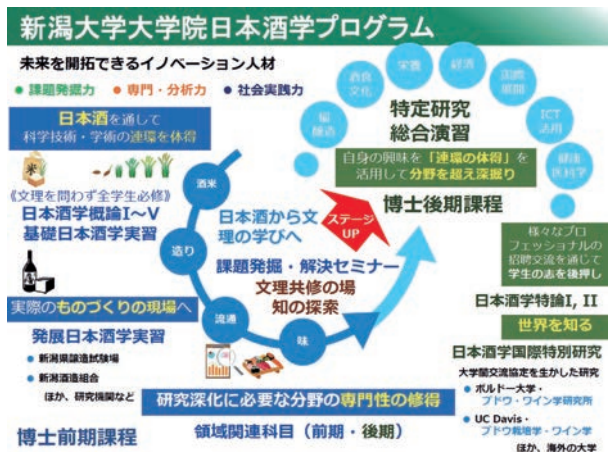 新潟大学大学院日本酒学プログラム
未来を開拓できるイノベーション人材
● 課題発掘力 ● 専門・分析力 ● 社会実践力
日本酒を通して
科学技術・学術の連環を体得
米
《文理を問わず全学生必修》
日本酒学概論I～V
基礎日本酒学実習
実際のものづくりの現場へ
発展日本酒学実習
● 新潟県醸造試験場
● 新潟酒造組合
ほか、研究機関など
博士前期課程
酒米
造り
流通
味
日本酒から文
理の学びへ
課題発掘・解決セミナー
文理共修の場
知の探索
ステージ
UP
研究深化に必要な分野の専門性の修得
領域関連科目（前期・後期）
醸造
酒食
文化
栄養
経済
国際
展開
ICT
活用
健康
医科学
特定研究
総合演習
自身の興味を「連環の体得」を
活用して分野を超え深掘り
博士後期課程
様々なプロ
フェッショナルの
招聘交流を通じて
学生の志を後押し
日本酒学特論I, II
世界を知る
日本酒学国際特別研究
大学間交流協定を生かした研究
● ボルドー大学・
ブドウ・ワイン学研究所
● UC Davis・
ブドウ栽培学・ワイン学
ほか、海外の大学